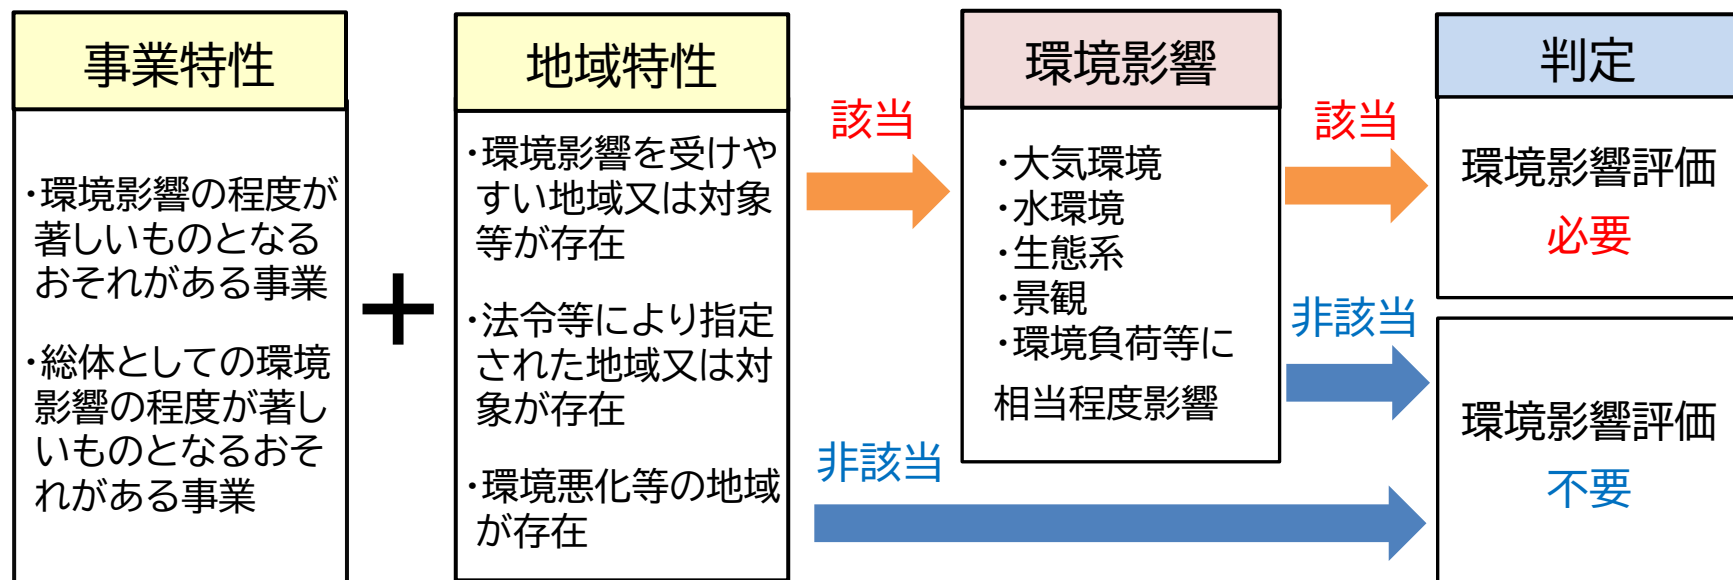 事業特性
・環境影響の程度が
著しいものとなる
おそれがある事業
・総体としての環境
影響の程度が著し
いものとなるおそ
れがある事業
＋
地域特性
・環境影響を受けや
すい地域又は対象
等が存在
・法令等により指定
された地域又は対
象が存在
・環境悪化等の地域
が存在
該当
非該当
環境影響
・大気環境
・水環境
・生態系
・景観
・環境負荷等に
相当程度影響
該当
非該当
判定
環境影響評価
必要
環境影響評価
不要